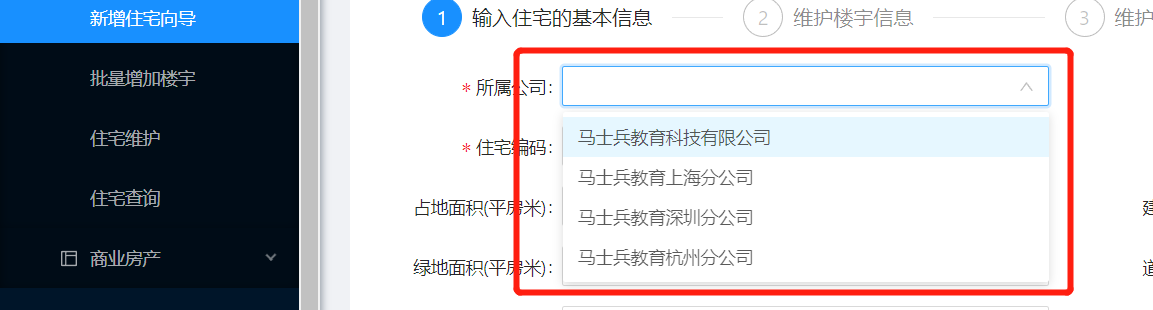 新增住宅向导
批量增加楼宇
住宅维护
住宅查询
商业房产
1 输入住宅的基本信息
2 维护楼宇信息
3 维护
* 所属公司:
马士兵教育科技有限公司
马士兵教育上海分公司
马士兵教育深圳分公司
马士兵教育杭州分公司
* 住宅编码:
占地面积(平房米):
绿地面积(平房米):